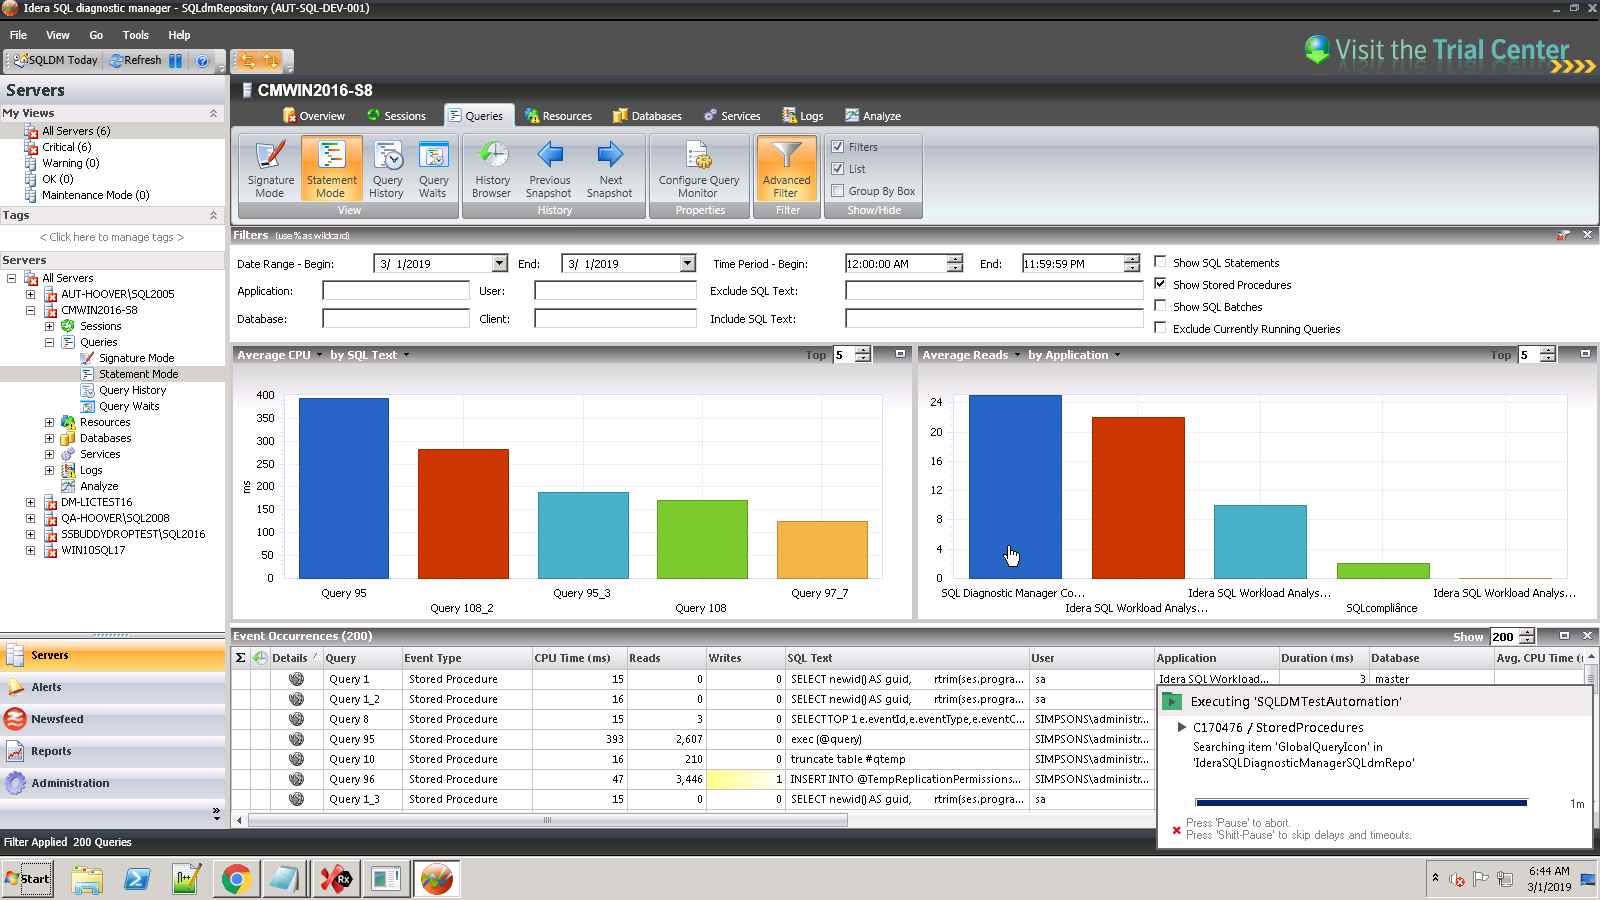 Idera SQL diagnostic manager - SQLdmRepository (AUT-SQL-DEV-001)
File View Go Tools Help
SQLDM Today Refresh
Visit the Trial Center
Servers
CMWIN2016-S8
My Views
All Servers (6)
Critical (6)
Warning (0)
OK (0)
Maintenance Mode (0)
Tags
< Click here to manage tags >
Servers
All Servers
AUT-HOOVER\SQL2005
CMWIN2016-S8
Sessions
Queries
Signature Mode
Statement Mode
Query History
Query Waits
Resources
Databases
Services
Logs
Analyze
DM-LICTEST16
QA-HOOVER\SQL2008
SSBUDDYDROPTEST\SQL2016
WIN10SQL17
Servers
Alerts
Newsfeed
Reports
Administration
Overview Sessions Queries Resources Databases Services Logs Analyze
Signature Mode
Statement Mode
Query History
Query Waits
View
History Browser
Previous Snapshot
Next Snapshot
History
Configure Query Monitor
Properties
Advanced Filter
Filter
Filters
List
Group By Box
Show/Hide
Filters (use % as wildcard)
Date Range - Begin: 3/ 1/2019 End: 3/ 1/2019 Time Period - Begin: 12:00:00 AM End: 11:59:59 PM Show SQL Statements
Application: User: Exclude SQL Text: Show Stored Procedures
Show SQL Batches
Database: Client: Include SQL Text:
Exclude Currently Running Queries
Average CPU by SQL Text Top 5
400
350
300
250
200
150
100
50
0
ms
Query 95
Query 108_2
Query 95_3
Query 108
Query 97_7
Average Reads by Application Top 5
24
20
16
12
8
4
0
SQL Diagnostic Manager Co...
Idera SQL Workload Analys...
Idera SQL Workload Analys...
SQLcompliance
Idera SQL Workload Analys...
Event Occurrences (200) Show 200
Σ Details Query Event Type CPU Time (ms) Reads Writes SQL Text User Application Duration (ms) Database Avg. CPU Time (
Query 1 Stored Procedure 15 0 0 SELECT newid() AS guid, rtrim(ses.progra... sa Idera SQL Workload... 3 master
Query 1_2 Stored Procedure 16 0 0 SELECT newid() AS guid, rtrim(ses.progra... sa
Query 8 Stored Procedure 15 3 0 SELECT TOP 1 e.eventId,e.eventType,e.eventC... SIMPSONS\administr...
Query 95 Stored Procedure 393 2,607 0 exec (@query) SIMPSONS\administr...
Query 10 Stored Procedure 16 210 0 truncate table #qtemp SIMPSONS\administr...
Query 96 Stored Procedure 47 3,446 1 INSERT INTO @TempReplicationPermissions... SIMPSONS\administr...
Query 1_3 Stored Procedure 15 0 0 SELECT newid() AS guid, rtrim(ses.progra... sa
Executing 'SQLDMTestAutomation'
C170476 / StoredProcedures
Searching item 'GlobalQueryIcon' in
'IderaSQLDiagnosticManagerSQLdmRepo'
1m
Press 'Pause' to abort.
Press 'Shift-Pause' to skip delays and timeouts.
Filter Applied 200 Queries
Start
Rx
6:44 AM
3/1/2019